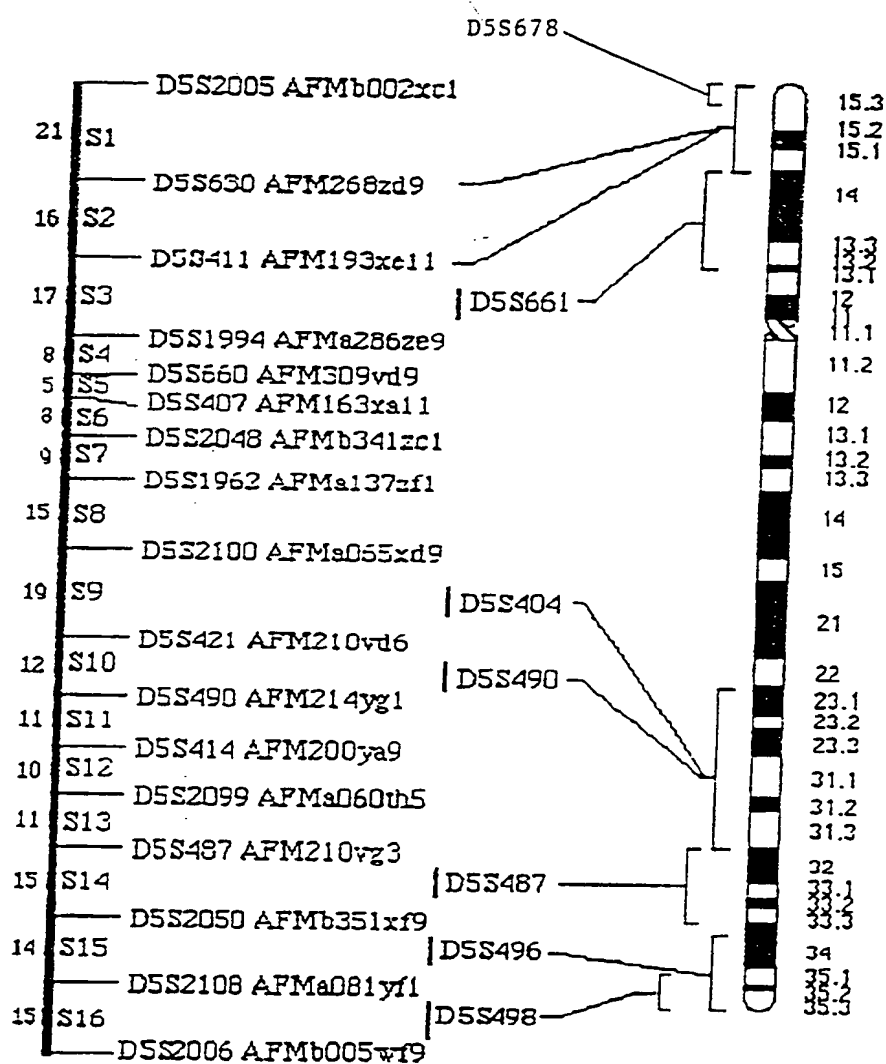 D5S678
D5S2005 AFMb002xc1
21 S1
D5S630 AFM268zd9
16 S2
D5S411 AFM193xe11
17 S3
D5S661
D5S1994 AFMa286ze9
8 S4
D5S660 AFM309vd9
5 S5
D5S407 AFM163xa11
8 S6
D5S2048 AFMb341zc1
9 S7
D5S1962 AFMa137zf1
15 S8
D5S2100 AFMa065xd9
19 S9
D5S404
D5S421 AFM210vd6
12 S10
D5S490
D5S490 AFM214yg1
11 S11
D5S414 AFM200ya9
10 S12
D5S2099 AFMa060th5
11 S13
D5S487 AFM210vg3
15 S14
D5S487
D5S2050 AFMb351xf9
14 S15
D5S496
D5S2108 AFMa081yf1
15 S16
D5S498
D5S2006 AFMb005wf9
15.3
15.2
15.1
14
13.3
13.2
13.1
12
11
11.1
11.2
12
13.1
13.2
13.3
14
15
21
22
23.1
23.2
23.3
31.1
31.2
31.3
32
33.1
33.2
33.3
34
35.1
35.2
35.3